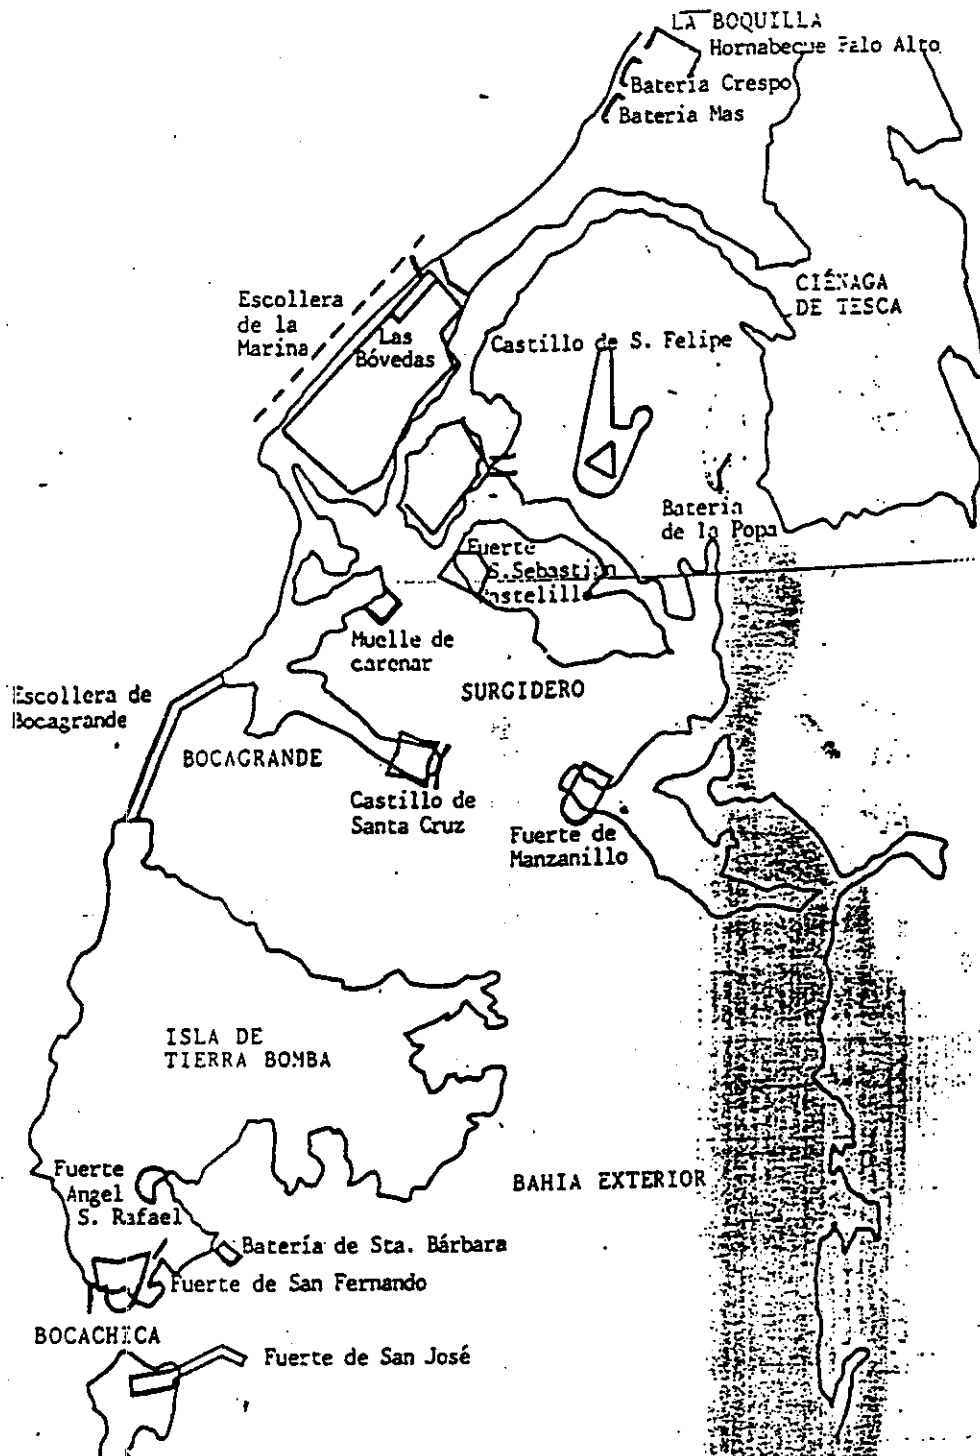 LA BOQUILLA
Hornabeque Palo Alto
Batería Crespo
Bateria Mas
CIÉNAGA
DE TESCA
Escollera
de la
Marina
Las
Bóvedas
Castillo de S. Felipe
Batería
de la Popa
Fuerte
S.Sebastián
Pastelillo
Muelle de
carenar
SURGIDERO
Escollera de
Bocagrande
BOCAGRANDE
Castillo de
Santa Cruz
Fuerte de
Manzanillo
ISLA DE
TIERRA BOMBA
BAHIA EXTERIOR
Fuerte
Angel
S. Rafael
Batería de Sta. Bárbara
Fuerte de San Fernando
BOCACHICA
Fuerte de San José